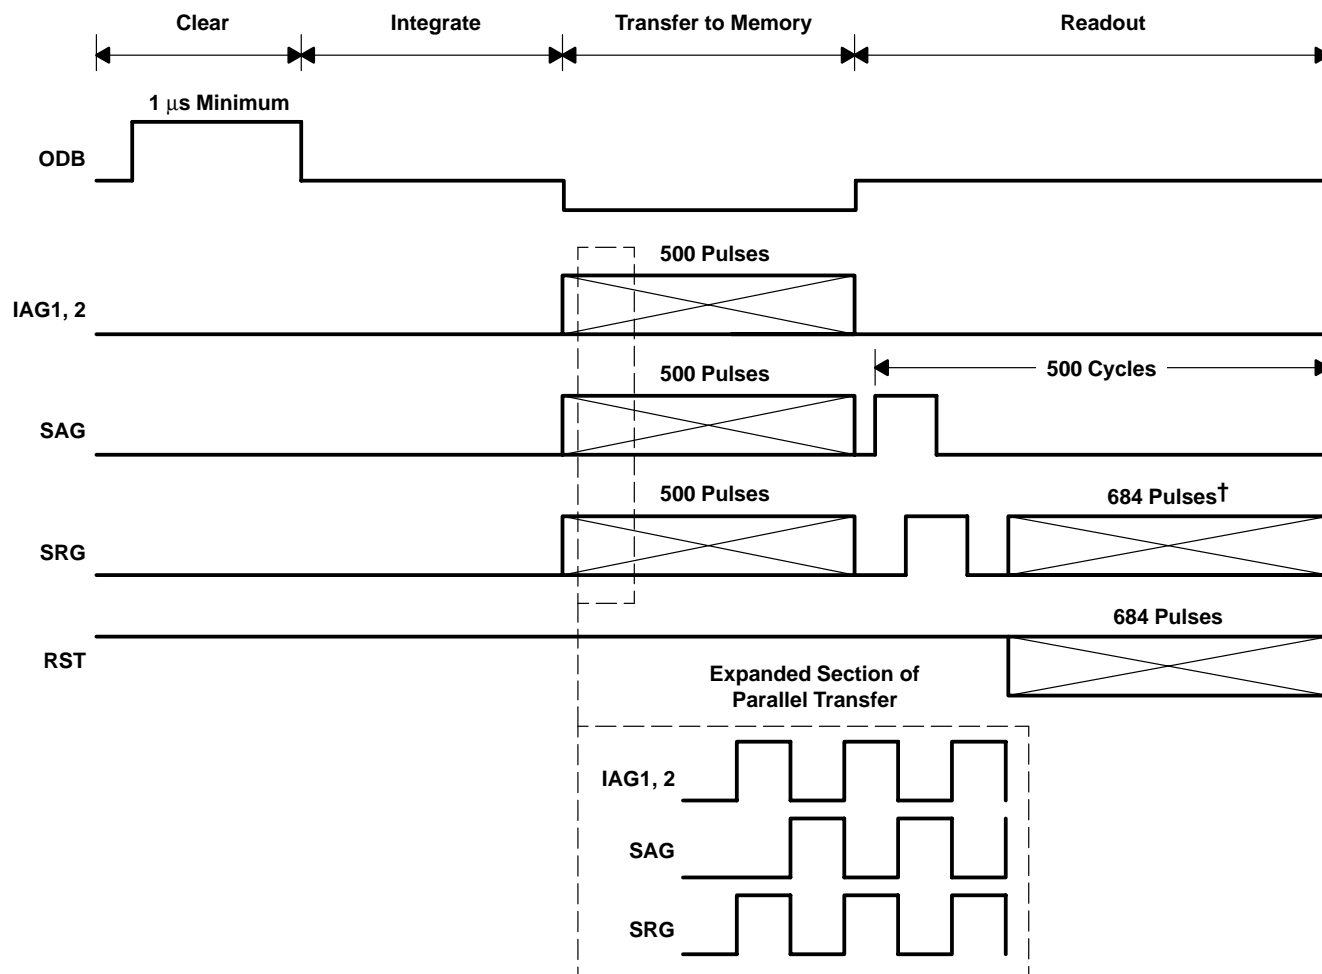 Clear
Integrate
Transfer to Memory
Readout
1 μs Minimum
ODB
500 Pulses
IAG1, 2
500 Pulses
500 Cycles
SAG
500 Pulses
684 Pulses†
SRG
684 Pulses
RST
Expanded Section of
Parallel Transfer
IAG1, 2
SAG
SRG